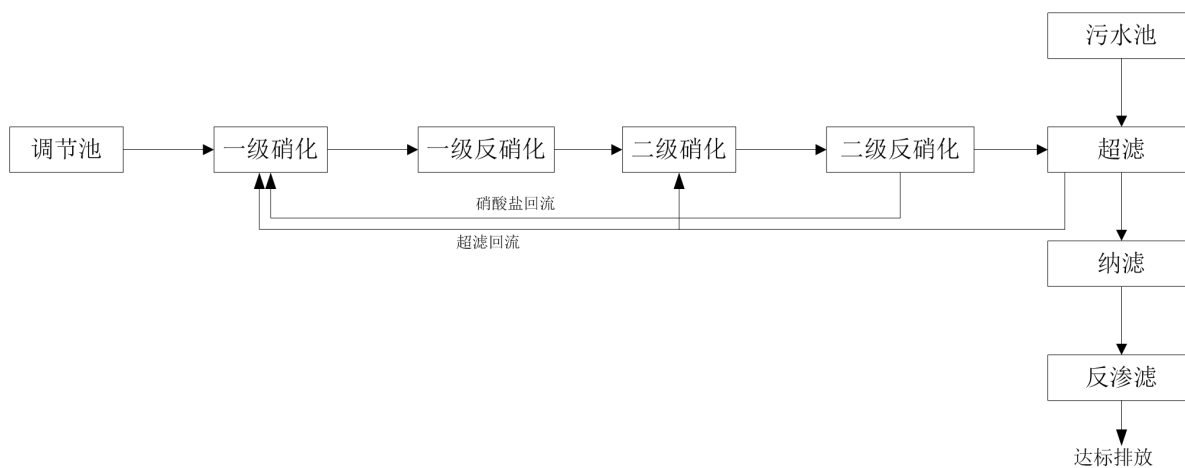 污水池
调节池
一级硝化
一级反硝化
二级硝化
二级反硝化
超滤
硝酸盐回流
超滤回流
纳滤
反渗滤
达标排放